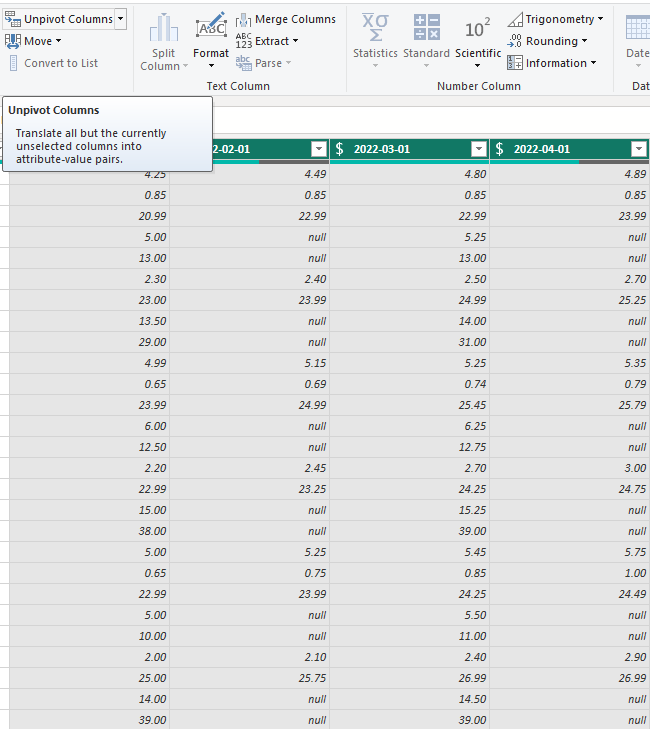 Unpivot Columns
Move
Convert to List
Split
Column
Format
Merge Columns
ABC
123
Extract
abc
Parse
Text Column
Statistics
Standard
10²
Scientific
Trigonometry
.00
Rounding
Information
Number Column
Date
Dat
Unpivot Columns
Translate all but the currently
unselected columns into
attribute-value pairs.
2-02-01 $ 2022-03-01 $ 2022-04-01
4.25 4.49 4.80 4.89
0.85 0.85 0.85 0.85
20.99 22.99 22.99 23.99
5.00 null 5.25 null
13.00 null 13.00 null
2.30 2.40 2.50 2.70
23.00 23.99 24.99 25.25
13.50 null 14.00 null
29.00 null 31.00 null
4.99 5.15 5.25 5.35
0.65 0.69 0.74 0.79
23.99 24.99 25.45 25.79
6.00 null 6.25 null
12.50 null 12.75 null
2.20 2.45 2.70 3.00
22.99 23.25 24.25 24.75
15.00 null 15.25 null
38.00 null 39.00 null
5.00 5.25 5.45 5.75
0.65 0.75 0.85 1.00
22.99 23.99 24.25 24.49
5.00 null 5.50 null
10.00 null 11.00 null
2.00 2.10 2.40 2.90
25.00 25.75 26.99 26.99
14.00 null 14.50 null
39.00 null 39.00 null